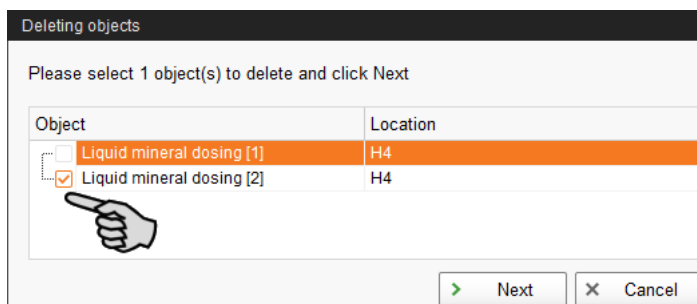 Deleting objects
Please select 1 object(s) to delete and click Next
Object Location
Liquid mineral dosing [1] H4
Liquid mineral dosing [2] H4
Next Cancel